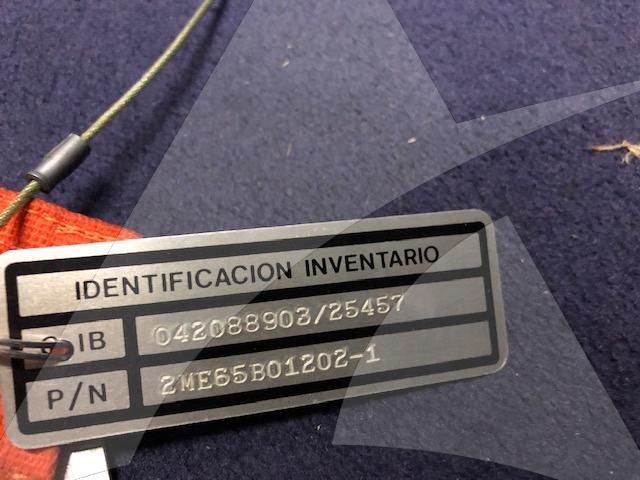 IDENTIFICACION INVENTARIO
IB 042088903/25457
P/N 2ME65B01202-1